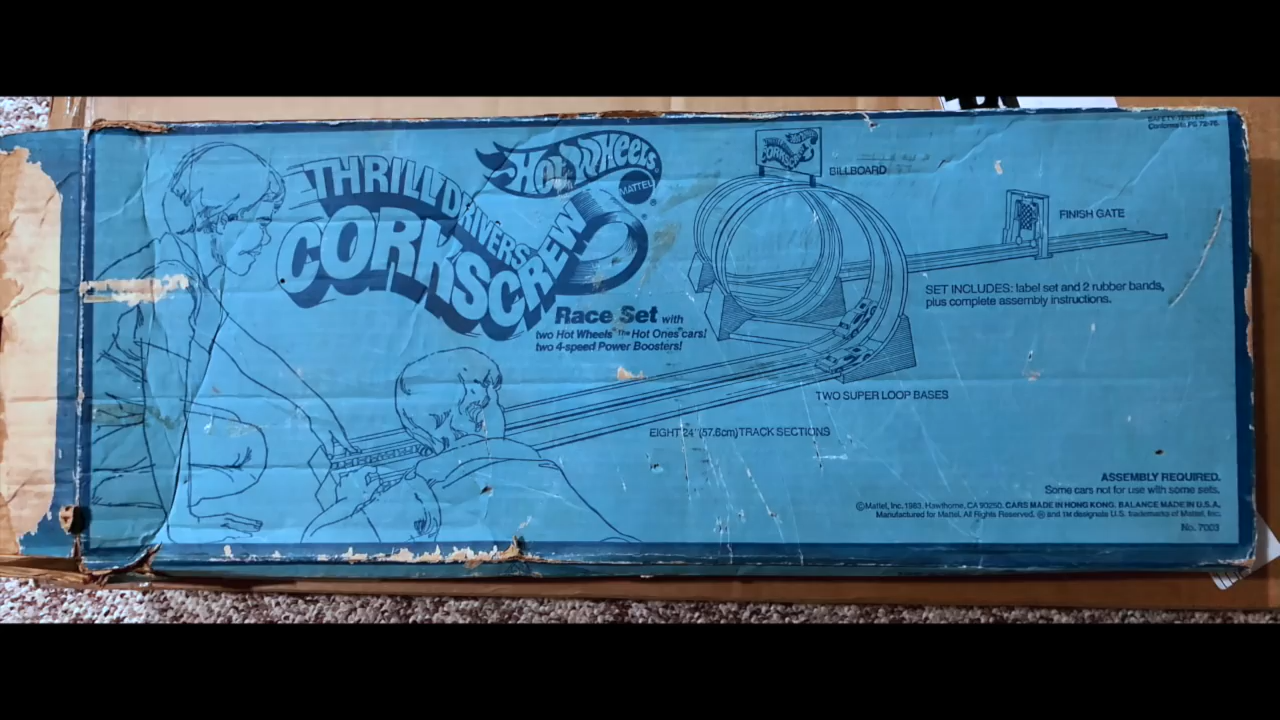 SAFETY TESTED
Conforms to PS 72-76
THRILL DRIVERS
CORKSCREW
HOT WHEELS
MATTEL
®
Race Set with
two Hot Wheels® The Hot Ones™ cars!
two 4-speed Power Boosters!
HOT WHEELS
CORKSCREW
BILLBOARD
FINISH GATE
SET INCLUDES: label set and 2 rubber bands,
plus complete assembly instructions.
TWO SUPER LOOP BASES
EIGHT 24" (57.6cm) TRACK SECTIONS
ASSEMBLY REQUIRED.
Some cars not for use with some sets.
©Mattel, Inc. 1983. Hawthorne, CA 90250. CARS MADE IN HONG KONG. BALANCE MADE IN U.S.A.
Manufactured for Mattel. All Rights Reserved. ® and TM designate U.S. trademarks of Mattel, Inc.
No. 7003